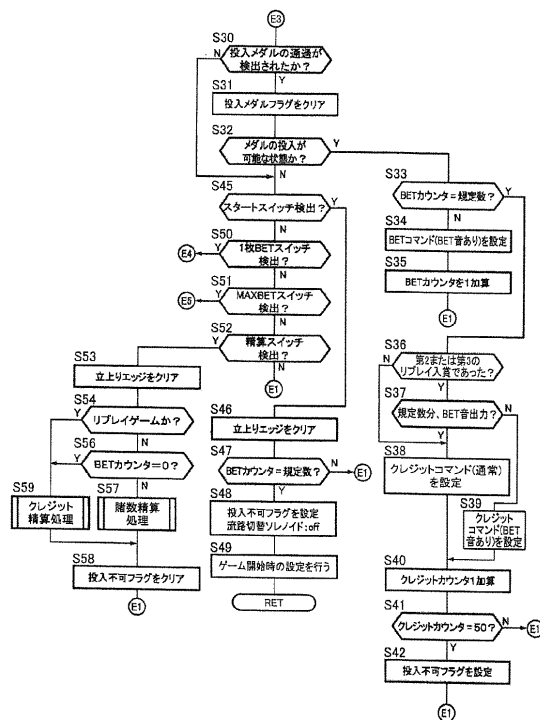 E3
S30
N
投入メダルの通過が
検出されたか?
Y
S31
投入メダルフラグをクリア
S32
メダルの投入が
可能な状態か?
Y
N
S33
BETカウンタ=規定数?
Y
N
S34
BETコマンド(BET音あり)を設定
S35
BETカウンタを1加算
E1
S45
スタートスイッチ検出?
Y
N
S50
E4
Y
1枚BETスイッチ
検出?
N
S51
E5
Y
MAXBETスイッチ
検出?
N
S52
Y
精算スイッチ
検出?
N
E1
S53
立上りエッジをクリア
S54
Y
リプレイゲームか?
N
S56
Y
BETカウンタ=0?
N
S59
クレジット
精算処理
S57
賭数精算
処理
S58
投入不可フラグをクリア
E1
S46
立上りエッジをクリア
S47
BETカウンタ=規定数?
N
E1
Y
S48
投入不可フラグを設定
流路切替ソレノイド:off
S49
ゲーム開始時の設定を行う
RET
S36
N
第2または第3の
リプレイ入賞であった?
Y
S37
規定数分、BET音出力?
N
Y
S38
クレジットコマンド(通常)
を設定
S39
クレジット
コマンド(BET
音あり)を設定
S40
クレジットカウンタ1加算
S41
クレジットカウンタ=50?
N
E1
Y
S42
投入不可フラグを設定
E1